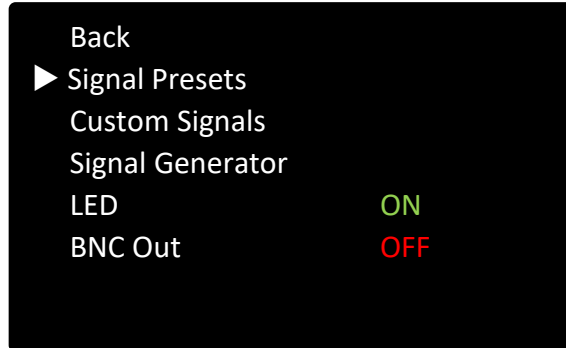 Back
Signal Presets
Custom Signals
Signal Generator
LED ON
BNC Out OFF